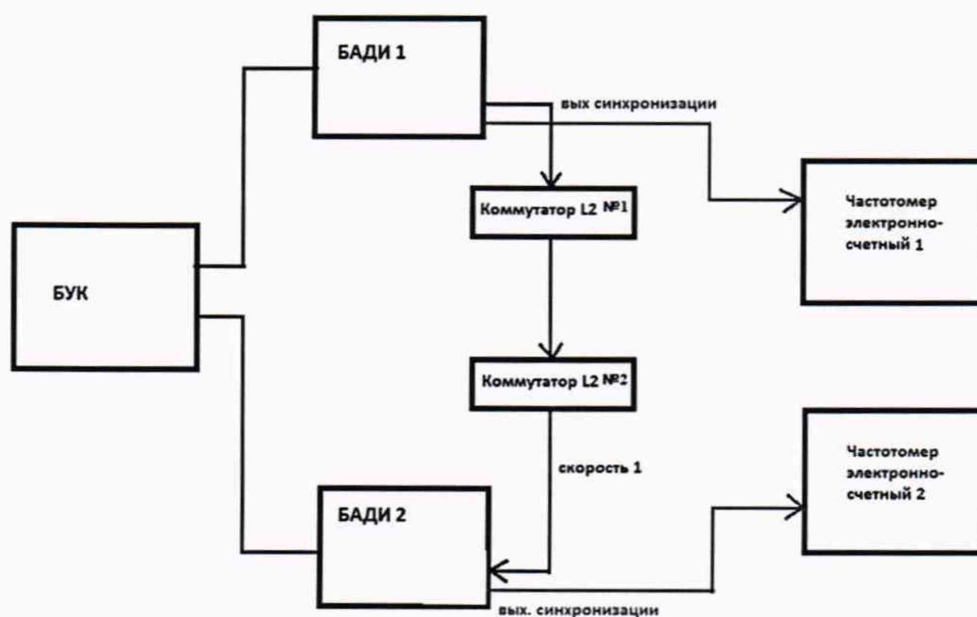 БАДИ 1
вых синхронизации
Коммутатор L2 №1
Частотомер
электронно-
счетный 1
БУК
Коммутатор L2 №2
скорость 1
Частотомер
электронно-
счетный 2
БАДИ 2
вых. синхронизации